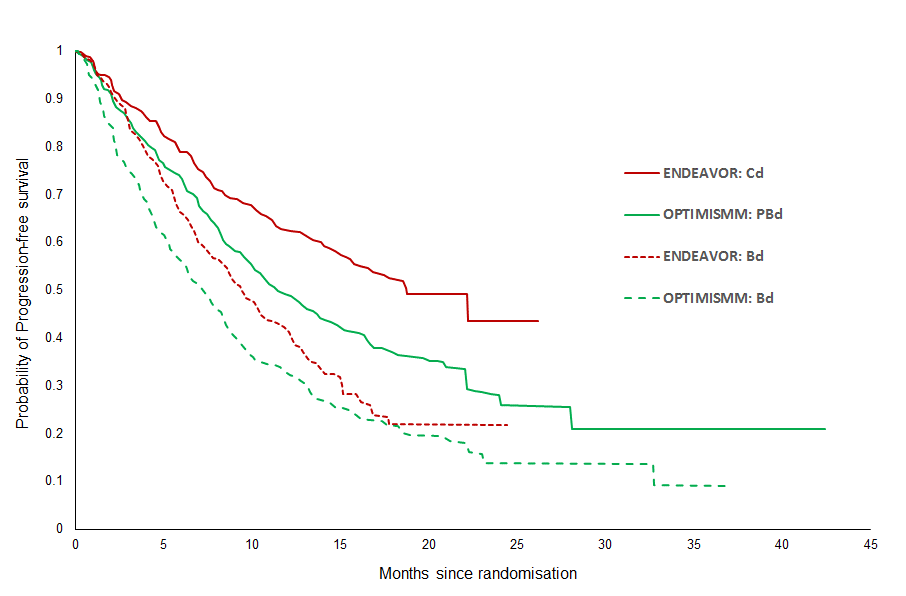 1
0.9
0.8
0.7
0.6
0.5
0.4
0.3
0.2
0.1
0
Probability of Progression-free survival
ENDEAVOR: Cd
OPTIMISMM: PBd
ENDEAVOR: Bd
OPTIMISMM: Bd
0 5 10 15 20 25 30 35 40 45
Months since randomisation